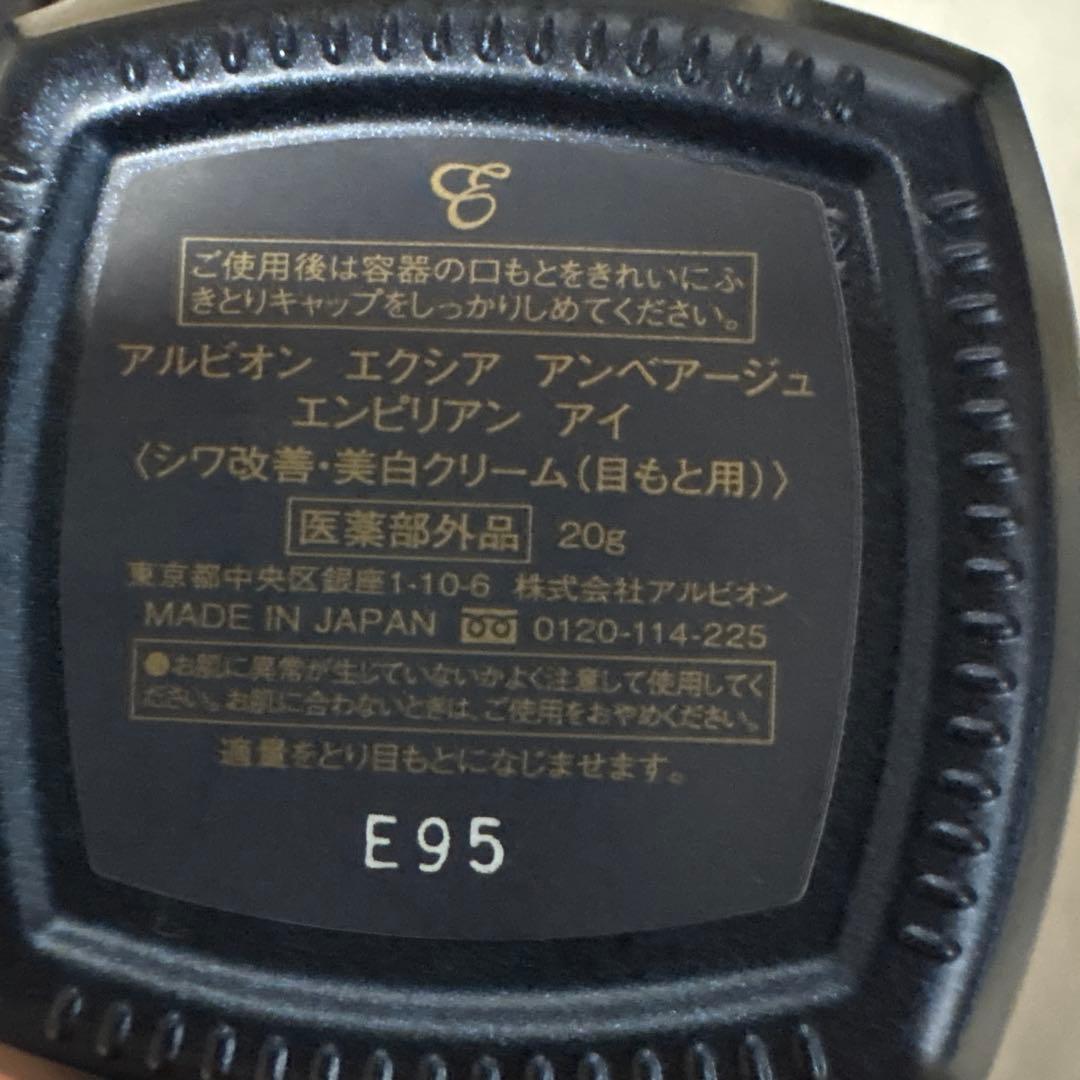 E
ご使用後は容器の口もとをきれいにふ
きとりキャップをしっかりしめてください。
アルビオン エクシア アンベアージュ
エンピリアン アイ
〈シワ改善・美白クリーム(目もと用)〉
医薬部外品 20g
東京都中央区銀座1-10-6 株式会社アルビオン
MADE IN JAPAN 0120-114-225
●お肌に異常が生じていないかよく注意して使用してく
ださい。お肌に合わないときは、ご使用をおやめください。
適量をとり目もとになじませます。
E95